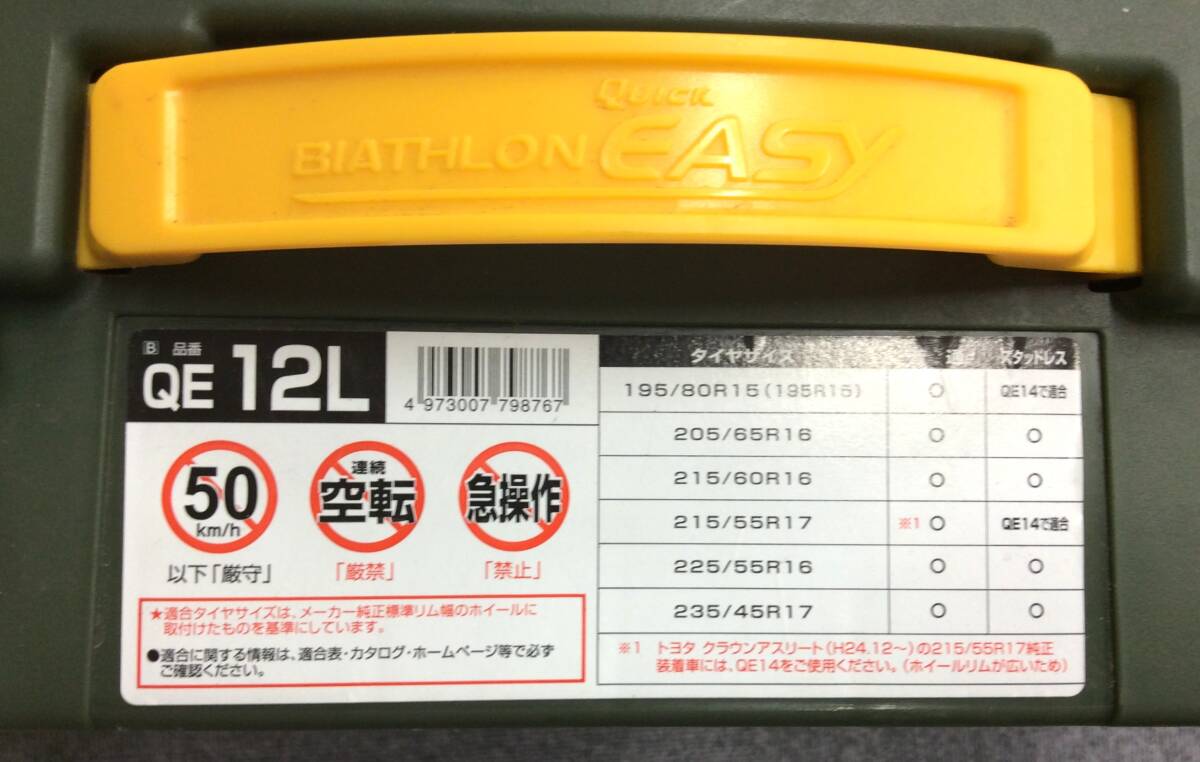 Quick
BIATHLON EASY
B 品番
QE 12L
4 973007 798767
50
km/h
以下「厳守」
連続
空転
「厳禁」
急操作
「禁止」
★適合タイヤサイズは、メーカー純正標準リム幅のホイールに
取付けたものを基準にしています。
●適合に関する情報は、適合表・カタログ・ホームページ等で必ず
ご確認ください。
タイヤサイズ 普通 スタッドレス
195/80R15(195R15) ○ QE14で適合
205/65R16 ○ ○
215/60R16 ○ ○
215/55R17 ※1 ○ QE14で適合
225/55R16 ○ ○
235/45R17 ○ ○
※1 トヨタ クラウンアスリート(H24.12〜)の215/55R17純正
装着車には、QE14をご使用ください。(ホイールリムが広いため)